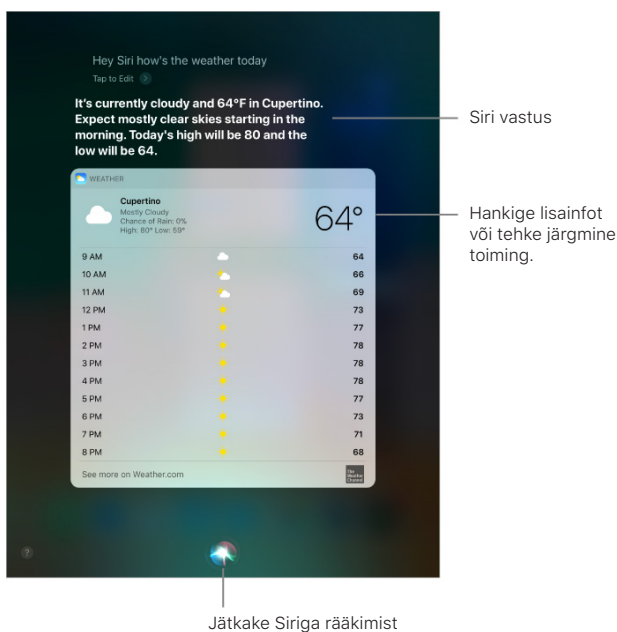 Hey Siri how's the weather today
Tap to Edit
It's currently cloudy and 64°F in Cupertino.
Expect mostly clear skies starting in the
morning. Today's high will be 80 and the
low will be 64.
Siri vastus
WEATHER
Cupertino
Mostly Cloudy
Chance of Rain: 0%
High: 80° Low: 59°
64°
Hankige lisainfot
või tehke järgmine
toiming.
9 AM 64
10 AM 66
11 AM 69
12 PM 73
1 PM 77
2 PM 78
3 PM 78
4 PM 78
5 PM 77
6 PM 73
7 PM 71
8 PM 68
See more on Weather.com
The
Weather
Channel
?
Jätkake Siriga rääkimist